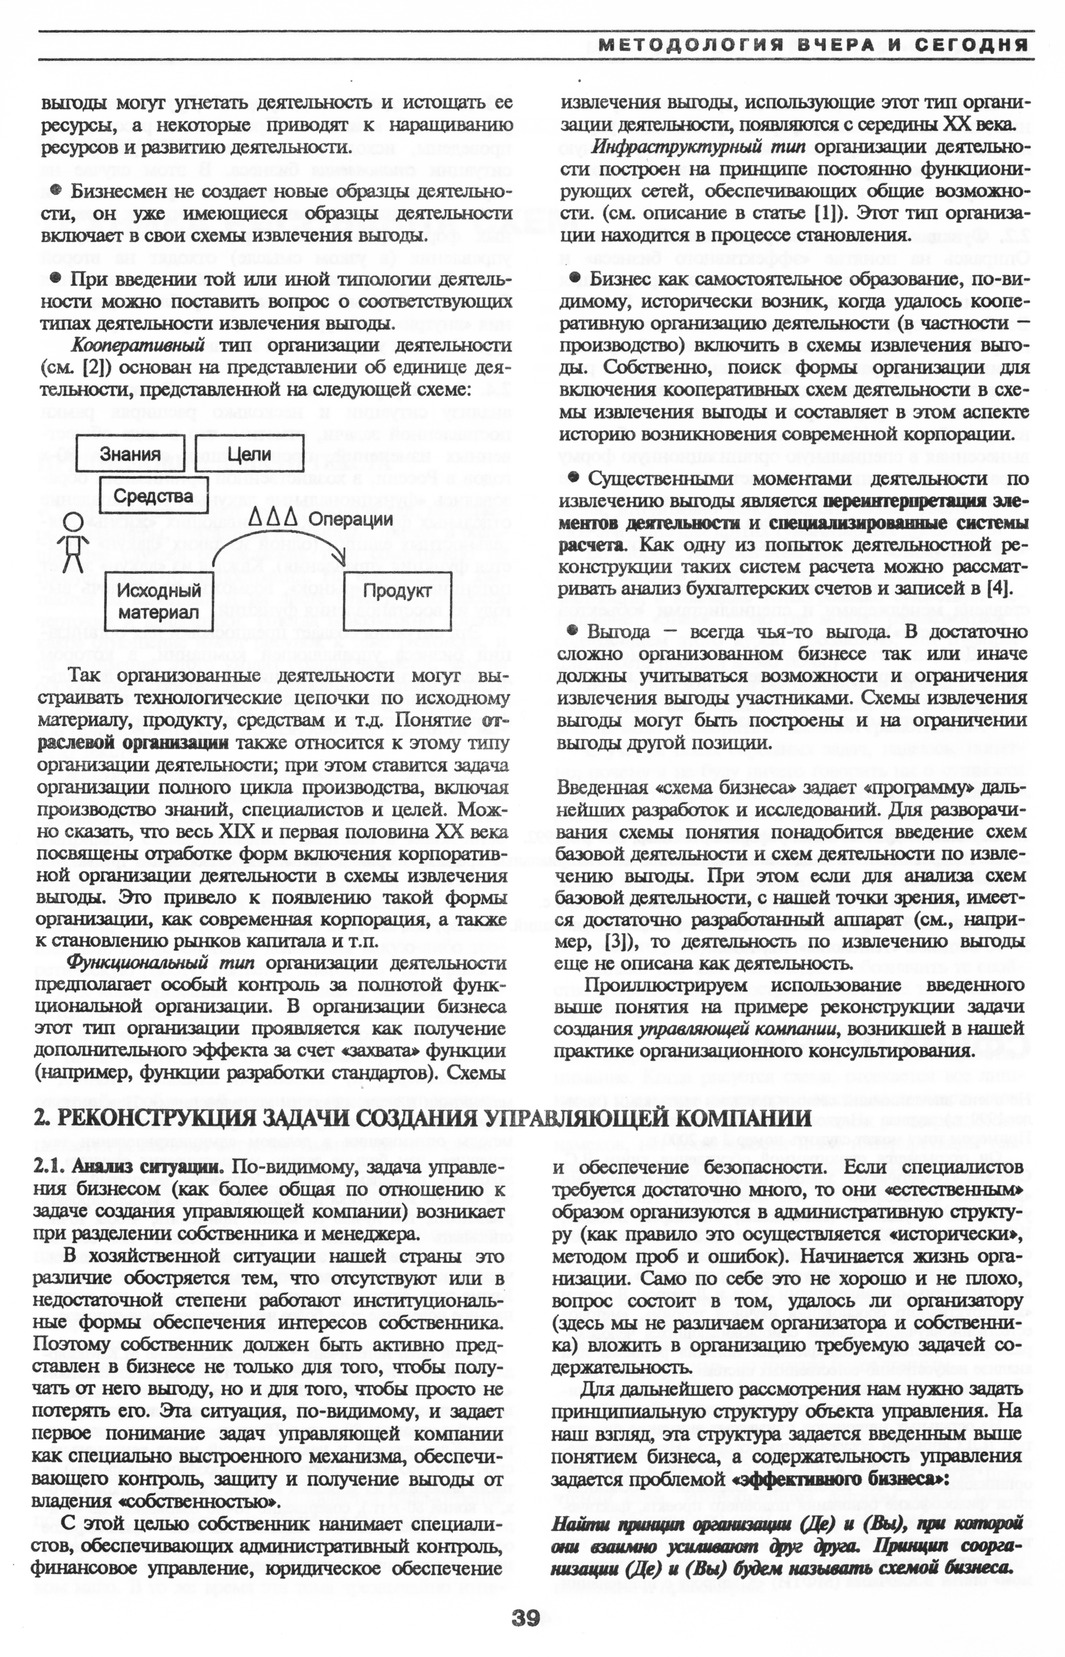 МЕТОДОЛОГИЯ ВЧЕРА И СЕГОДНЯ
выгоды могут угнетать деятельность и истощать ее
ресурсы, а некоторые приводят к наращиванию
ресурсов и развитию деятельности.
● Бизнесмен не создает новые образцы деятельно-
сти, он уже имеющиеся образцы деятельности
включает в свои схемы извлечения выгоды.
● При введении той или иной типологии деятель-
ности можно поставить вопрос о соответствующих
типах деятельности извлечения выгоды.
Кооперативный тип организации деятельности
(см. [2]) основан на представлении об единице дея-
тельности, представленной на следующей схеме:
Знания
Цели
Средства
Операции
Исходный
материал
Продукт
Так организованные деятельности могут вы-
страивать технологические цепочки по исходному
материалу, продукту, средствам и т.д. Понятие от-
раслевой организации также относится к этому типу
организации деятельности; при этом ставится задача
организации полного цикла производства, включая
производство знаний, специалистов и целей. Мож-
но сказать, что весь XIX и первая половина XX века
посвящены отработке форм включения корпоратив-
ной организации деятельности в схемы извлечения
выгоды. Это привело к появлению такой формы
организации, как современная корпорация, а также
к становлению рынков капитала и т.п.
Функциональный тип организации деятельности
предполагает особый контроль за полнотой функ-
циональной организации. В организации бизнеса
этот тип организации проявляется как получение
дополнительного эффекта за счет «захвата» функции
(например, функции разработки стандартов). Схемы
извлечения выгоды, использующие этот тип органи-
зации деятельности, появляются с середины XX века.
Инфраструктурный тип организации деятельно-
сти построен на принципе постоянно функциони-
рующих сетей, обеспечивающих общие возможно-
сти. (см. описание в статье [1]). Этот тип организа-
ции находится в процессе становления.
● Бизнес как самостоятельное образование, по-ви-
димому, исторически возник, когда удалось коопе-
ративную организацию деятельности (в частности —
производство) включить в схемы извлечения выго-
ды. Собственно, поиск формы организации для
включения кооперативных схем деятельности в схе-
мы извлечения выгоды и составляет в этом аспекте
историю возникновения современной корпорации.
● Существенными моментами деятельности по
извлечению выгоды является переинтерпретация эле-
ментов деятельности и специализированные системы
расчета. Как одну из попыток деятельностной ре-
конструкции таких систем расчета можно рассмат-
ривать анализ бухгалтерских счетов и записей в [4].
● Выгода — всегда чья-то выгода. В достаточно
сложно организованном бизнесе так или иначе
должны учитываться возможности и ограничения
извлечения выгоды участниками. Схемы извлечения
выгоды могут быть построены и на ограничении
выгоды другой позиции.
Введенная «схема бизнеса» задает «программу» даль-
нейших разработок и исследований. Для разворачи-
вания схемы понятия понадобится введение схем
базовой деятельности и схем деятельности по извле-
чению выгоды. При этом если для анализа схем
базовой деятельности, с нашей точки зрения, имеет-
ся достаточно разработанный аппарат (см., напри-
мер, [3]), то деятельность по извлечению выгоды
еще не описана как деятельность.
Проиллюстрируем использование введенного
выше понятия на примере реконструкции задачи
создания управляющей компании, возникшей в нашей
практике организационного консультирования.
2. РЕКОНСТРУКЦИЯ ЗАДАЧИ СОЗДАНИЯ УПРАВЛЯЮЩЕЙ КОМПАНИИ
2.1. Анализ ситуации. По-видимому, задача управле-
ния бизнесом (как более общая по отношению к
задаче создания управляющей компании) возникает
при разделении собственника и менеджера.
В хозяйственной ситуации нашей страны это
различие обостряется тем, что отсутствуют или в
недостаточной степени работают институциональ-
ные формы обеспечения интересов собственника.
Поэтому собственник должен быть активно пред-
ставлен в бизнесе не только для того, чтобы полу-
чать от него выгоду, но и для того, чтобы просто не
потерять его. Эта ситуация, по-видимому, и задает
первое понимание задач управляющей компании
как специально выстроенного механизма, обеспечи-
вающего контроль, защиту и получение выгоды от
владения «собственностью».
С этой целью собственник нанимает специали-
стов, обеспечивающих административный контроль,
финансовое управление, юридическое обеспечение
и обеспечение безопасности. Если специалистов
требуется достаточно много, то они «естественным»
образом организуются в административную структу-
ру (как правило это осуществляется «исторически»,
методом проб и ошибок). Начинается жизнь орга-
низации. Само по себе это не хорошо и не плохо,
вопрос состоит в том, удалось ли организатору
(здесь мы не различаем организатора и собственни-
ка) вложить в организацию требуемую задачей со-
держательность.
Для дальнейшего рассмотрения нам нужно задать
принципиальную структуру объекта управления. На
наш взгляд, эта структура задается введенным выше
понятием бизнеса, а содержательность управления
задается проблемой «эффективного бизнеса»:
Найти принцип организации (Де) и (Вы), при которой
они взаимно усиливают друг друга. Принцип соорга-
низации (Де) и (Вы) будем называть схемой бизнеса.
39